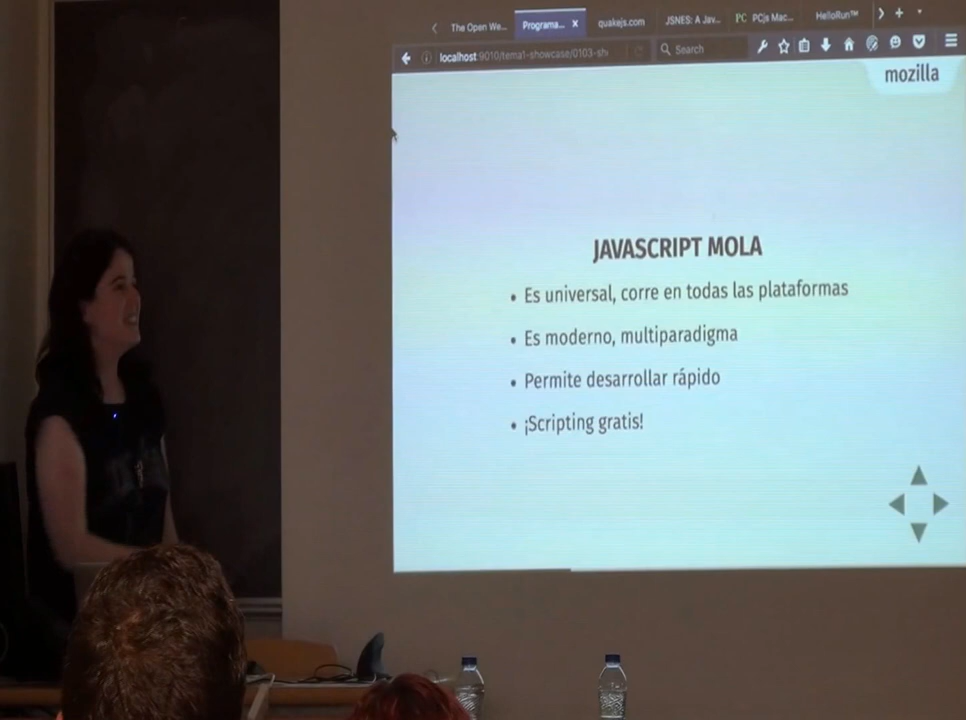 The Open We...
Programa...
x
quakejs.com
JSNES: A Jav...
PC PCjs Mac...
HelloRun™
localhost:9010/tema1-showcase/0103-sh
Search
mozilla
JAVASCRIPT MOLA
• Es universal, corre en todas las plataformas
• Es moderno, multiparadigma
• Permite desarrollar rápido
• ¡Scripting gratis!